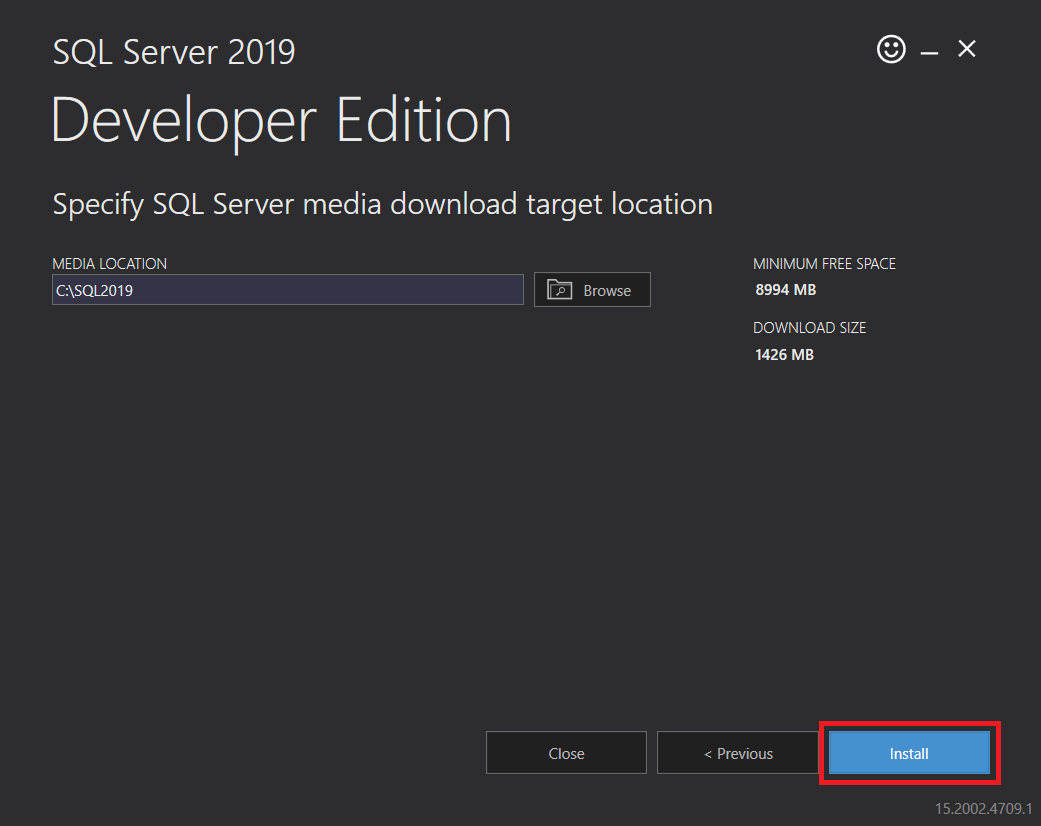 SQL Server 2019
Developer Edition
Specify SQL Server media download target location
MEDIA LOCATION
C:\SQL2019
Browse
MINIMUM FREE SPACE
8994 MB
DOWNLOAD SIZE
1426 MB
Close
< Previous
Install
15.2002.4709.1